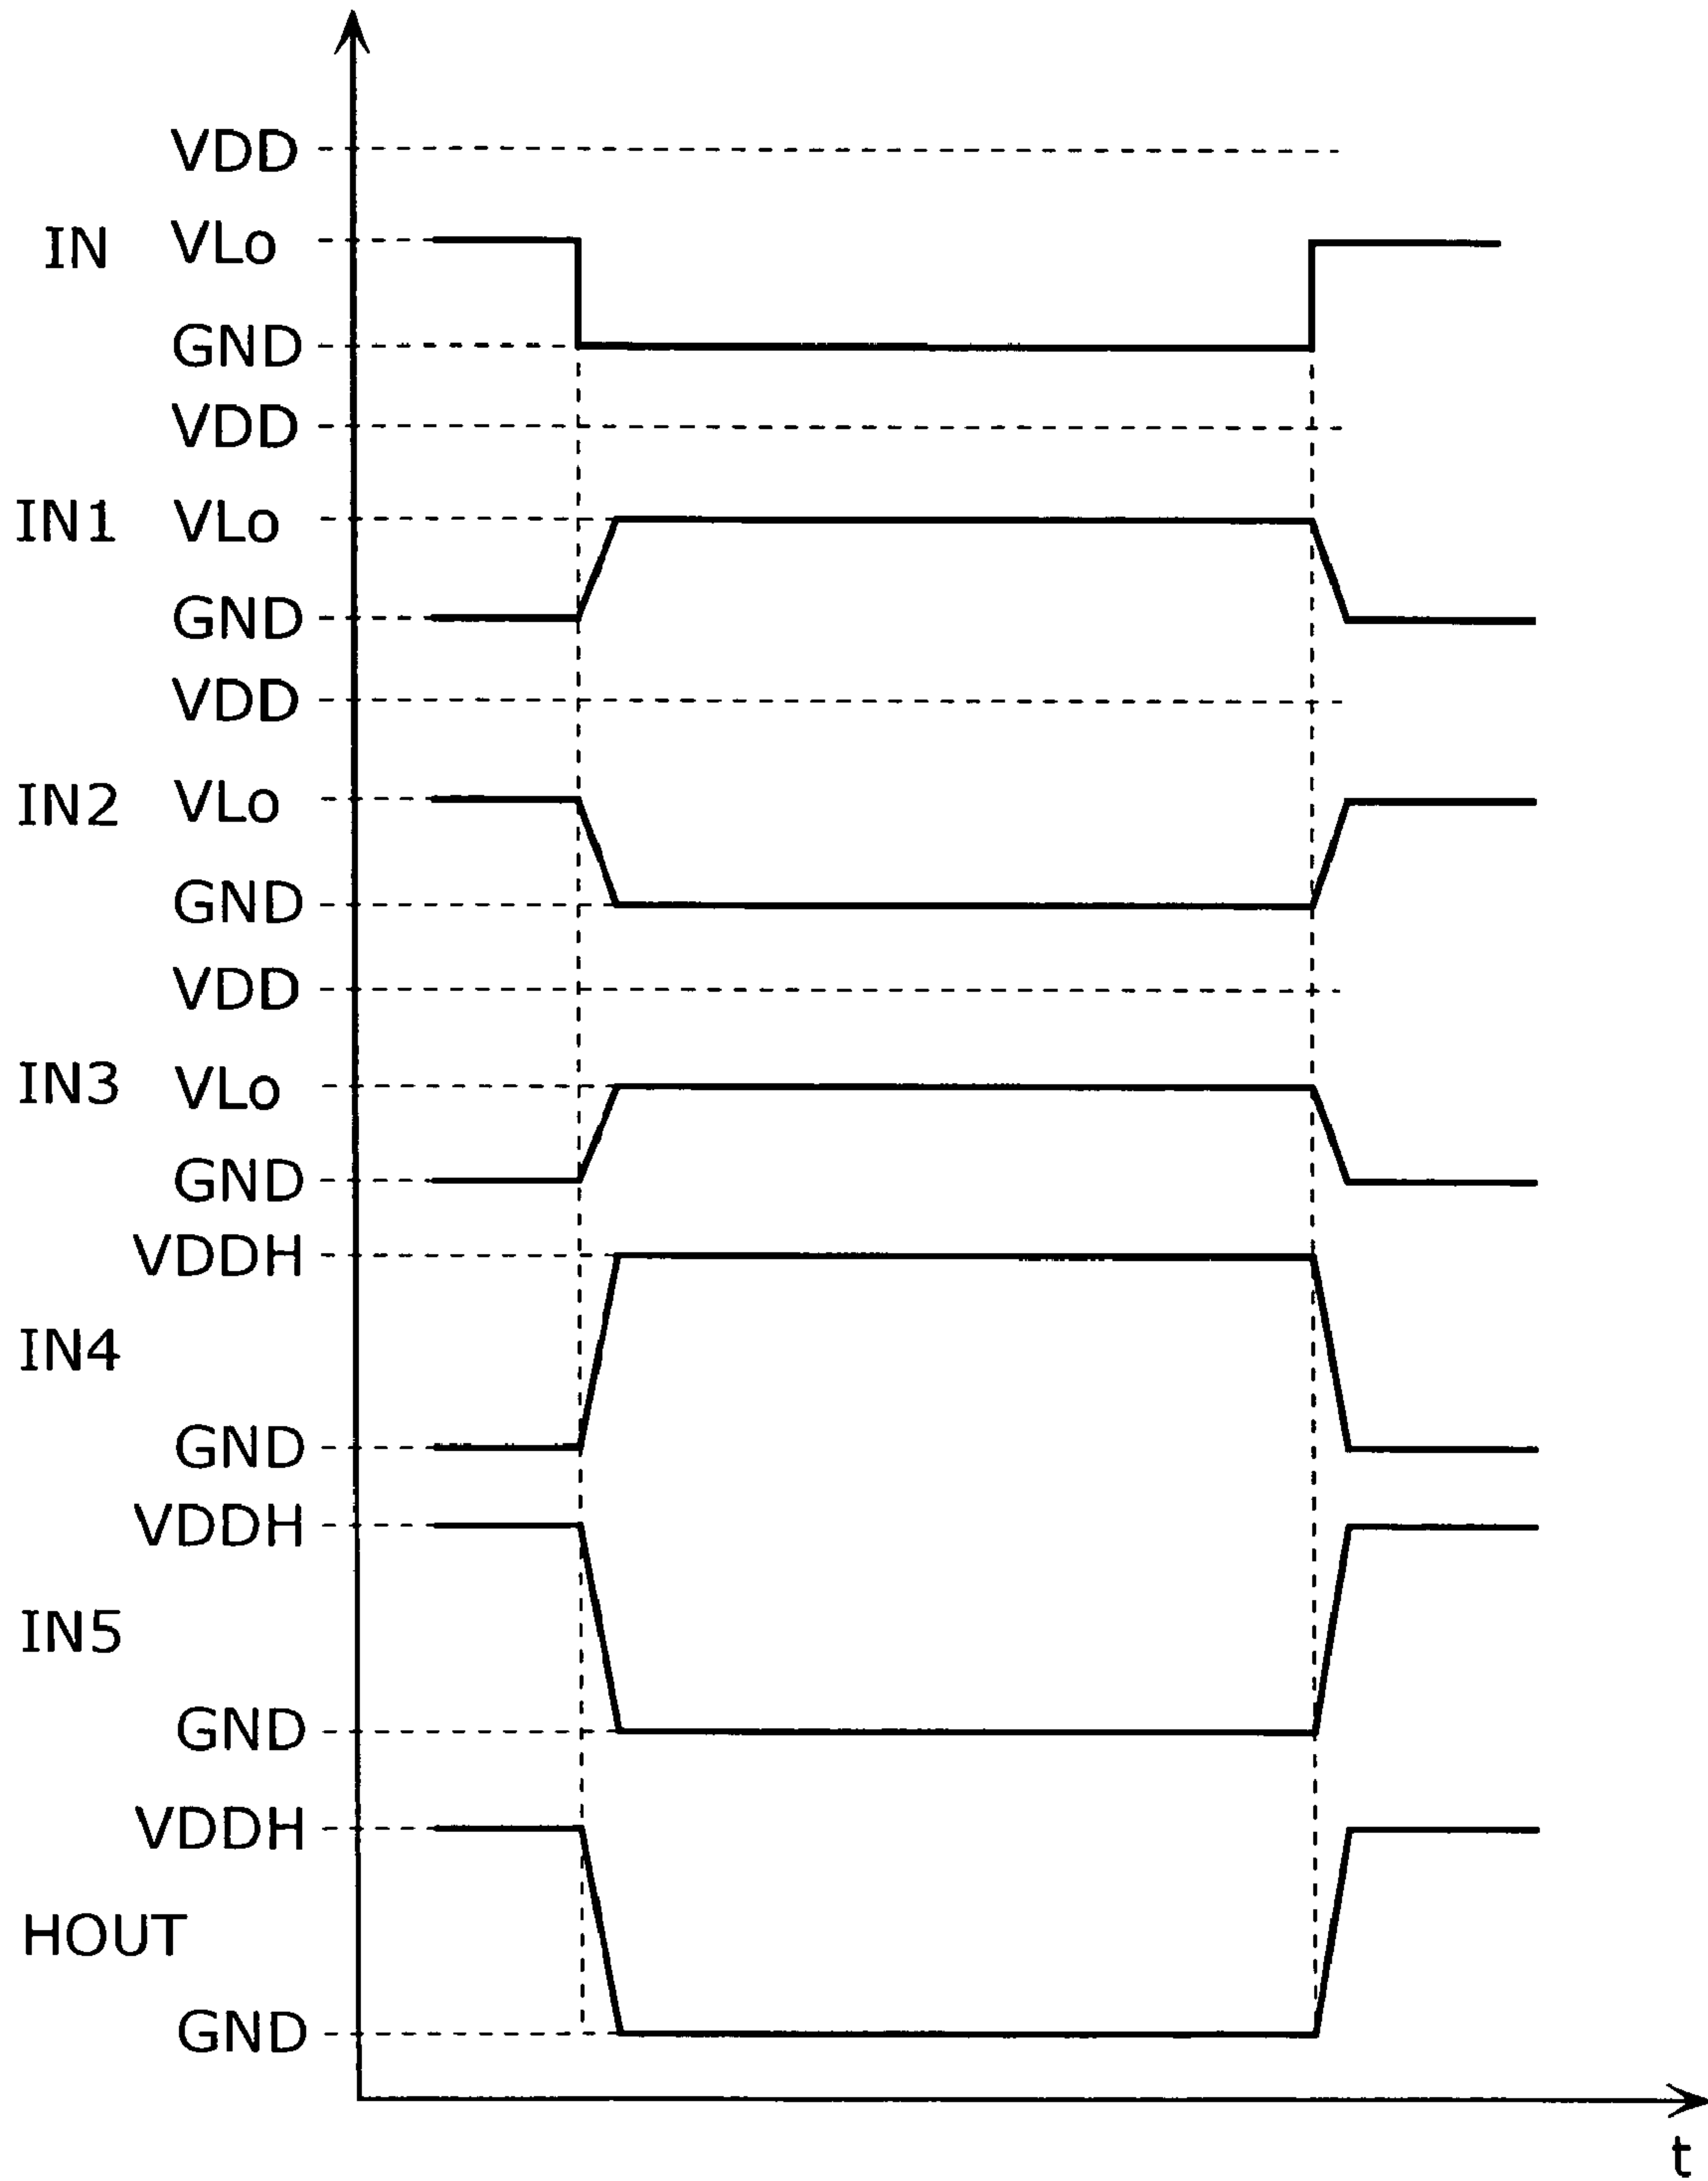 VDD
IN VLo
GND
VDD
IN1 VLo
GND
VDD
IN2 VLo
GND
VDD
IN3 VLo
GND
VDDH
IN4
GND
VDDH
IN5
GND
VDDH
HOUT
GND
t